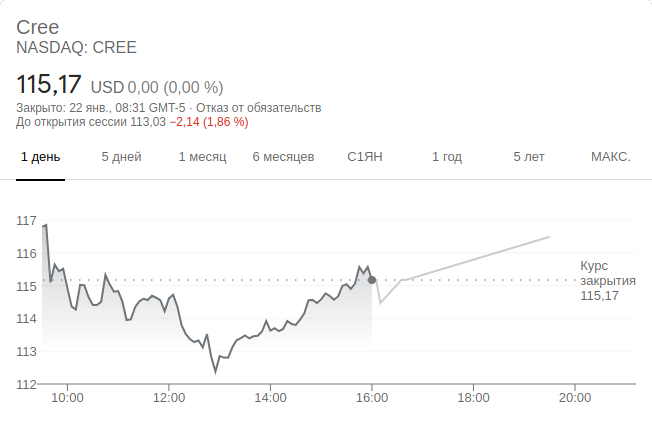 Cree
NASDAQ: CREE
115,17 USD 0,00 (0,00 %)
Закрыто: 22 янв., 08:31 GMT-5 · Отказ от обязательств
До открытия сессии 113,03 −2,14 (1,86 %)
1 день 5 дней 1 месяц 6 месяцев С1ЯН 1 год 5 лет МАКС.
117
116
Курс
закрытия
115
115,17
114
113
112
10:00 12:00 14:00 16:00 18:00 20:00